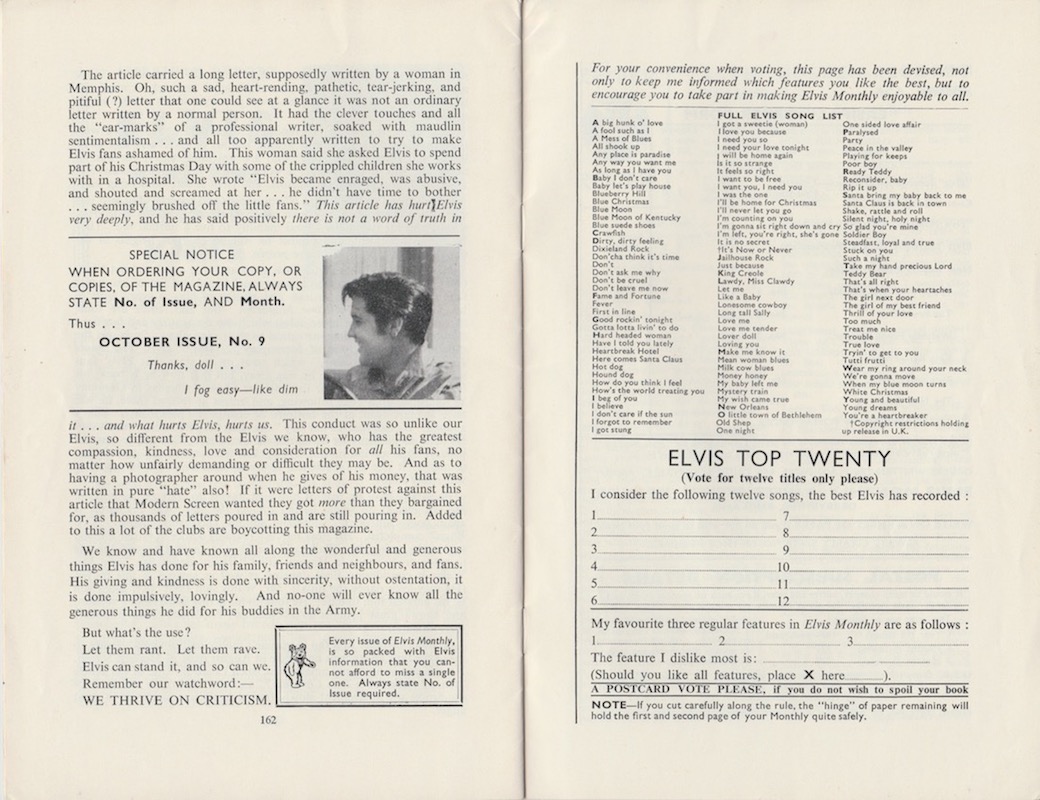 The article carried a long letter, supposedly written by a woman in
Memphis. Oh, such a sad, heart-rending, pathetic, tear-jerking, and
pitiful (?) letter that one could see at a glance it was not an ordinary
letter written by a normal person. It had the clever touches and all
the "ear-marks" of a professional writer, soaked with maudlin
sentimentalism . . . and all too apparently written to try to make
Elvis fans ashamed of him. This woman said she asked Elvis to spend
part of his Christmas Day with some of the crippled children she works
with in a hospital. She wrote "Elvis became enraged, was abusive,
and shouted and screamed at her . . . he didn't have time to bother
. . . seemingly brushed off the little fans." This article has hurt Elvis
very deeply, and he has said positively there is not a word of truth in
SPECIAL NOTICE
WHEN ORDERING YOUR COPY, OR
COPIES, OF THE MAGAZINE, ALWAYS
STATE No. of Issue, AND Month.
Thus . . .
OCTOBER ISSUE, No. 9
Thanks, doll . . .
I fog easy—like dim
it . . . and what hurts Elvis, hurts us. This conduct was so unlike our
Elvis, so different from the Elvis we know, who has the greatest
compassion, kindness, love and consideration for all his fans, no
matter how unfairly demanding or difficult they may be. And as to
having a photographer around when he gives of his money, that was
written in pure "hate" also! If it were letters of protest against this
article that Modern Screen wanted they got more than they bargained
for, as thousands of letters poured in and are still pouring in. Added
to this a lot of the clubs are boycotting this magazine.
We know and have known all along the wonderful and generous
things Elvis has done for his family, friends and neighbours, and fans.
His giving and kindness is done with sincerity, without ostentation, it
is done impulsively, lovingly. And no-one will ever know all the
generous things he did for his buddies in the Army.
But what's the use?
Let them rant. Let them rave.
Elvis can stand it, and so can we.
Remember our watchword:—
WE THRIVE ON CRITICISM.
Every issue of Elvis Monthly,
is so packed with Elvis
information that you can-
not afford to miss a single
one. Always state No. of
Issue required.
162
For your convenience when voting, this page has been devised, not
only to keep me informed which features you like the best, but to
encourage you to take part in making Elvis Monthly enjoyable to all.
FULL ELVIS SONG LIST
A big hunk o' love
A fool such as I
A Mess of Blues
All shook up
Any place is paradise
Any way you want me
As long as I have you
Baby I don't care
Baby let's play house
Blueberry Hill
Blue Christmas
Blue Moon
Blue Moon of Kentucky
Blue suede shoes
Crawfish
Dirty, dirty feeling
Dixieland Rock
Don'cha think it's time
Don't
Don't ask me why
Don't be cruel
Don't leave me now
Fame and Fortune
Fever
First in line
Good rockin' tonight
Gotta lotta livin' to do
Hard headed woman
Have I told you lately
Heartbreak Hotel
Here comes Santa Claus
Hot dog
Hound dog
How do you think I feel
How's the world treating you
I beg of you
I believe
I don't care if the sun
I forgot to remember
I got stung
I got a sweetie (woman)
I love you because
I need you so
I need your love tonight
I will be home again
Is it so strange
It feels so right
I want to be free
I want you, I need you
I was the one
I'll be home for Christmas
I'll never let you go
I'm counting on you
I'm gonna sit right down and cry
I'm left, you're right, she's gone
It is no secret
†It's Now or Never
Jailhouse Rock
Just because
King Creole
Lawdy, Miss Clawdy
Let me
Like a Baby
Lonesome cowboy
Long tall Sally
Love me
Love me tender
Lover doll
Loving you
Make me know it
Mean woman blues
Milk cow blues
Money honey
My baby left me
Mystery train
My wish came true
New Orleans
O little town of Bethlehem
Old Shep
One night
One sided love affair
Paralysed
Party
Peace in the valley
Playing for keeps
Poor boy
Ready Teddy
Reconsider, baby
Rip it up
Santa bring my baby back to me
Santa Claus is back in town
Shake, rattle and roll
Silent night, holy night
So glad you're mine
Soldier Boy
Steadfast, loyal and true
Stuck on you
Such a night
Take my hand precious Lord
Teddy Bear
That's all right
That's when your heartaches
The girl next door
The girl of my best friend
Thrill of your love
Too much
Treat me nice
Trouble
True love
Tryin' to get to you
Tutti frutti
Wear my ring around your neck
We're gonna move
When my blue moon turns
White Christmas
Young and beautiful
Young dreams
You're a heartbreaker
†Copyright restrictions holding
up release in U.K.
ELVIS TOP TWENTY
(Vote for twelve titles only please)
I consider the following twelve songs, the best Elvis has recorded :
1 7
2 8
3 9
4 10
5 11
6 12
My favourite three regular features in Elvis Monthly are as follows :
1 2 3
The feature I dislike most is:
(Should you like all features, place X here ).
A POSTCARD VOTE PLEASE, if you do not wish to spoil your book
NOTE—If you cut carefully along the rule, the "hinge" of paper remaining will
hold the first and second page of your Monthly quite safely.